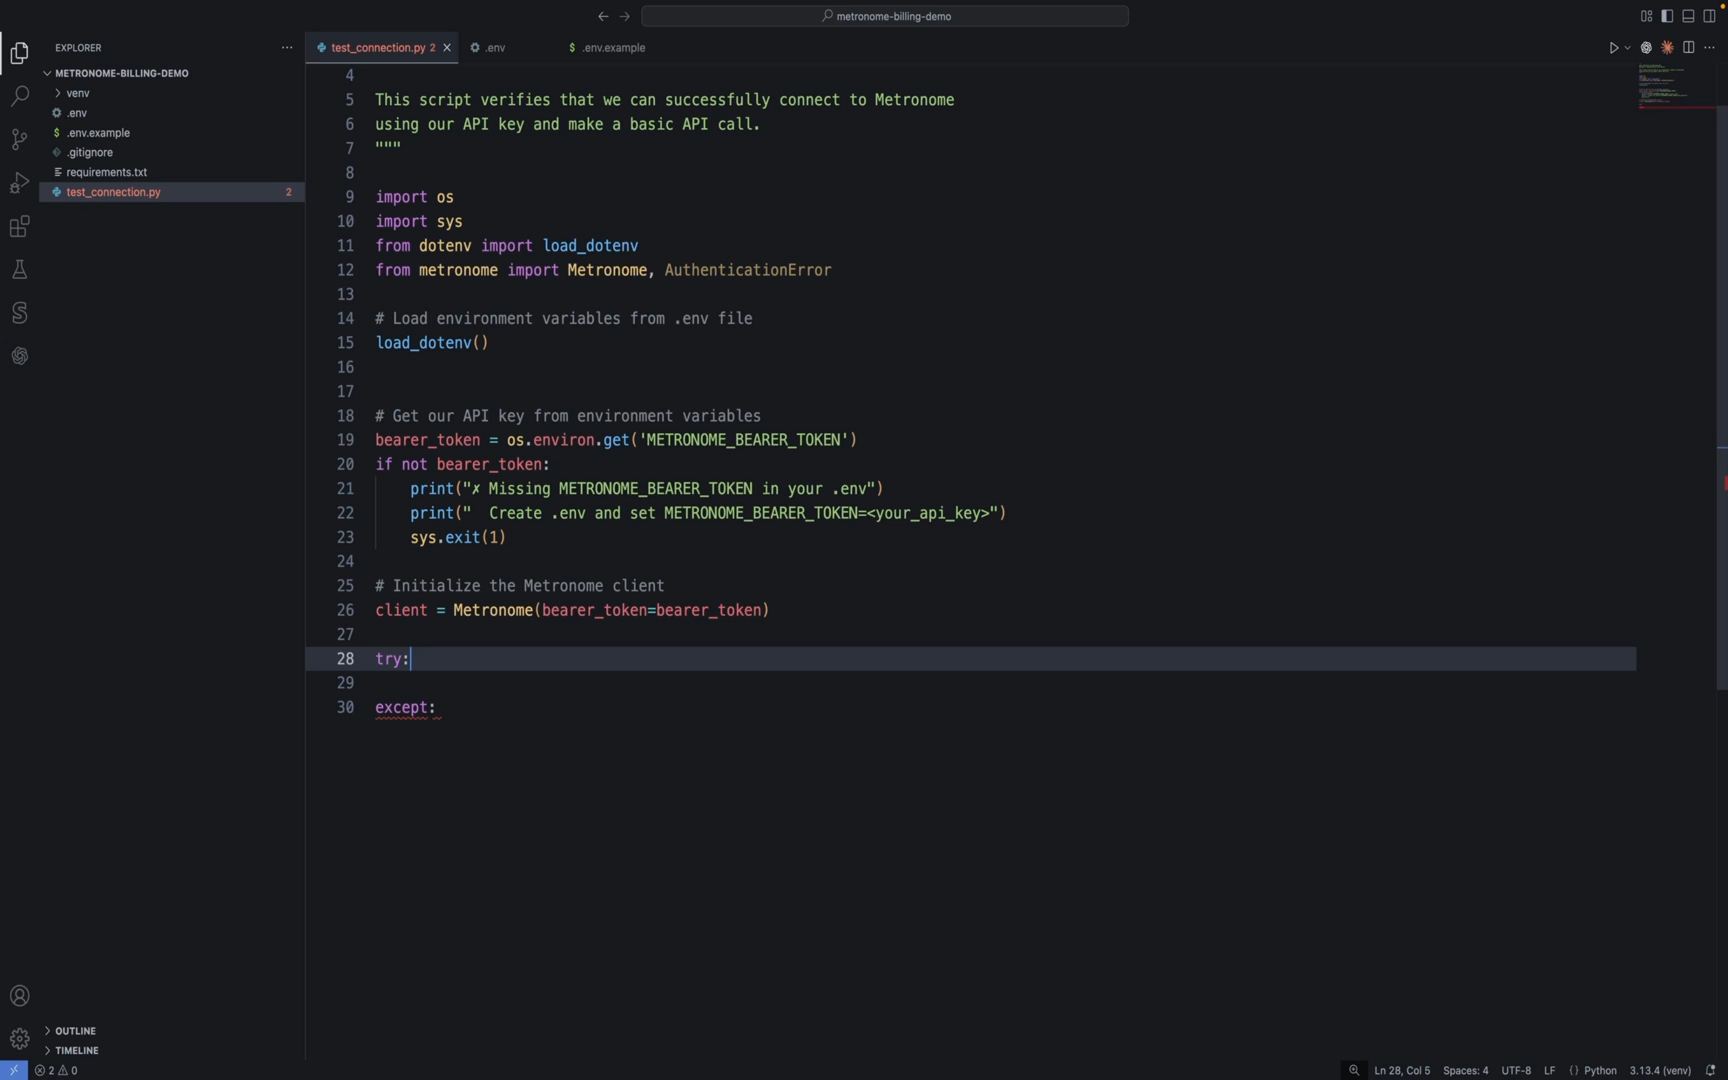 metronome-billing-demo
EXPLORER
test_connection.py 2
.env
$ .env.example
METRONOME-BILLING-DEMO
venv
.env
$ .env.example
.gitignore
requirements.txt
test_connection.py 2
4
5 This script verifies that we can successfully connect to Metronome
6 using our API key and make a basic API call.
7 """
8
9 import os
10 import sys
11 from dotenv import load_dotenv
12 from metronome import Metronome, AuthenticationError
13
14 # Load environment variables from .env file
15 load_dotenv()
16
17
18 # Get our API key from environment variables
19 bearer_token = os.environ.get('METRONOME_BEARER_TOKEN')
20 if not bearer_token:
21 print("✗ Missing METRONOME_BEARER_TOKEN in your .env")
22 print("  Create .env and set METRONOME_BEARER_TOKEN=<your_api_key>")
23 sys.exit(1)
24
25 # Initialize the Metronome client
26 client = Metronome(bearer_token=bearer_token)
27
28 try:
29
30 except:
OUTLINE
TIMELINE
2 0
Ln 28, Col 5 Spaces: 4 UTF-8 LF {} Python 3.13.4 (venv)